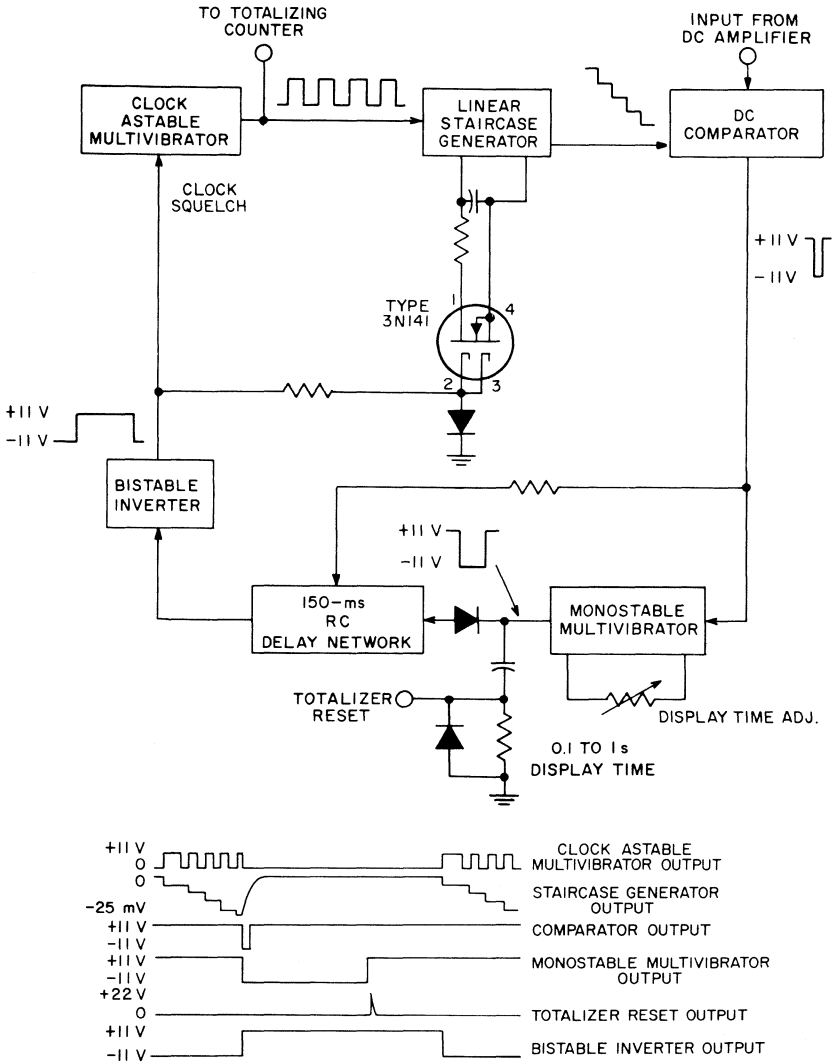 TO TOTALIZING
COUNTER
INPUT FROM
DC AMPLIFIER
CLOCK
ASTABLE
MULTIVIBRATOR
LINEAR
STAIRCASE
GENERATOR
DC
COMPARATOR
CLOCK
SQUELCH
+11 V
-11 V
TYPE
3N141
1
4
2
3
+11 V
-11 V
BISTABLE
INVERTER
+11 V
-11 V
150-ms
RC
DELAY NETWORK
MONOSTABLE
MULTIVIBRATOR
TOTALIZER
RESET
DISPLAY TIME ADJ.
0.1 TO 1s
DISPLAY TIME
+11 V
0
CLOCK ASTABLE
MULTIVIBRATOR OUTPUT
0
-25 mV
STAIRCASE GENERATOR
OUTPUT
+11 V
-11 V
COMPARATOR OUTPUT
+11 V
-11 V
MONOSTABLE MULTIVIBRATOR
OUTPUT
+22V
0
TOTALIZER RESET OUTPUT
+11 V
-11 V
BISTABLE INVERTER OUTPUT